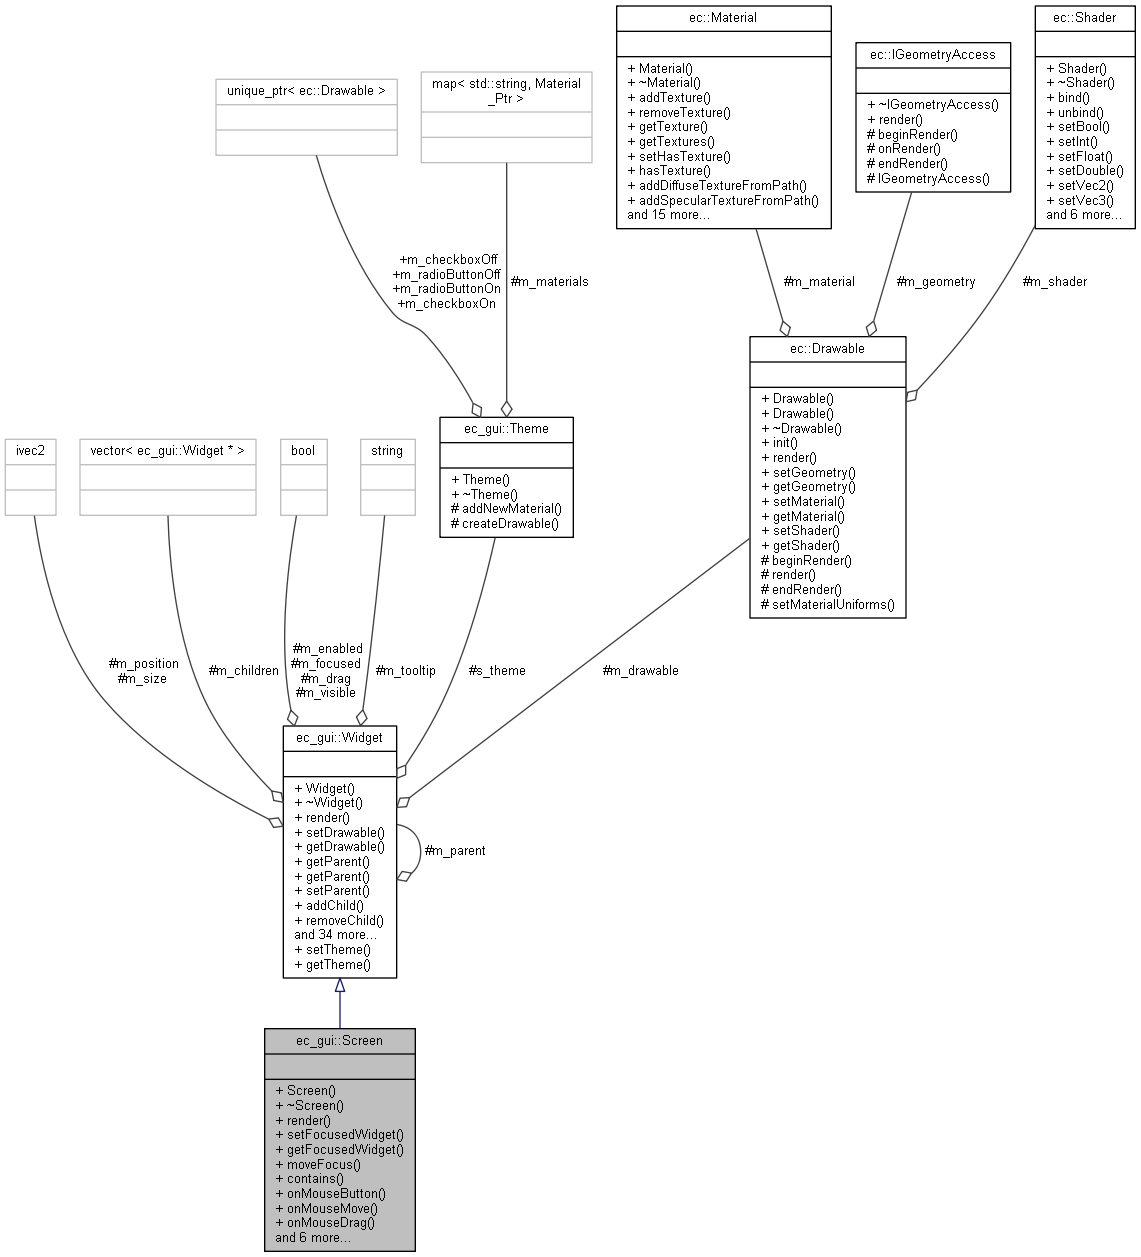 ec::Material
+ Material()
+ ~Material()
+ addTexture()
+ removeTexture()
+ getTexture()
+ getTextures()
+ setHasTexture()
+ hasTexture()
+ addDiffuseTextureFromPath()
+ addSpecularTextureFromPath()
and 15 more...
ec::IGeometryAccess
+ ~IGeometryAccess()
+ render()
# beginRender()
# onRender()
# endRender()
# IGeometryAccess()
ec::Shader
+ Shader()
+ ~Shader()
+ bind()
+ unbind()
+ setBool()
+ setInt()
+ setFloat()
+ setDouble()
+ setVec2()
+ setVec3()
and 6 more...
unique_ptr< ec::Drawable >
map< std::string, Material
_Ptr >
+m_checkboxOff
+m_radioButtonOff
+m_radioButtonOn
+m_checkboxOn
#m_materials
#m_material
#m_geometry
#m_shader
ec::Drawable
+ Drawable()
+ Drawable()
+ ~Drawable()
+ init()
+ render()
+ setGeometry()
+ getGeometry()
+ setMaterial()
+ getMaterial()
+ setShader()
+ getShader()
# beginRender()
# render()
# endRender()
# setMaterialUniforms()
ec_gui::Theme
+ Theme()
+ ~Theme()
# addNewMaterial()
# createDrawable()
ivec2
vector< ec_gui::Widget * >
bool
string
#m_position
#m_size
#m_children
#m_enabled
#m_focused
#m_drag
#m_visible
#m_tooltip
#s_theme
#m_drawable
ec_gui::Widget
+ Widget()
+ ~Widget()
+ render()
+ setDrawable()
+ getDrawable()
+ getParent()
+ getParent()
+ setParent()
+ addChild()
+ removeChild()
and 34 more...
+ setTheme()
+ getTheme()
#m_parent
ec_gui::Screen
+ Screen()
+ ~Screen()
+ render()
+ setFocusedWidget()
+ getFocusedWidget()
+ moveFocus()
+ contains()
+ onMouseButton()
+ onMouseMove()
+ onMouseDrag()
and 6 more...